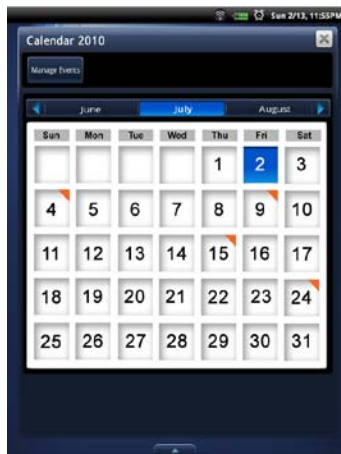 Sun 2/13, 11:55PM
Calendar 2010
Manage Events
June July August
Sun Mon Tue Wed Thu Fri Sat
1 2 3
4 5 6 7 8 9 10
11 12 13 14 15 16 17
18 19 20 21 22 23 24
25 26 27 28 29 30 31